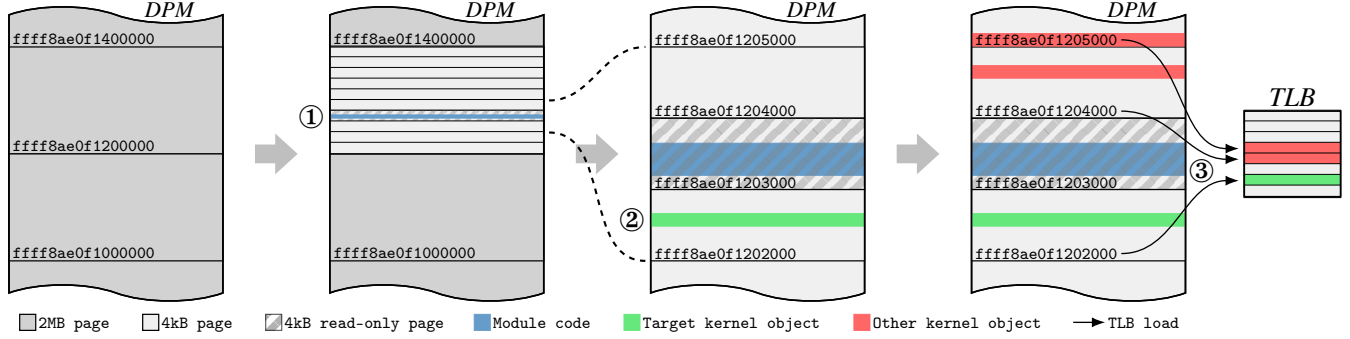 DPM
ffff8ae0f1400000
ffff8ae0f1200000
ffff8ae0f1000000
DPM
ffff8ae0f1400000
①
ffff8ae0f1000000
DPM
ffff8ae0f1205000
ffff8ae0f1204000
ffff8ae0f1203000
②
ffff8ae0f1202000
DPM
ffff8ae0f1205000
ffff8ae0f1204000
ffff8ae0f1203000
ffff8ae0f1202000
③
TLB
2MB page
4kB page
4kB read-only page
Module code
Target kernel object
Other kernel object
TLB load